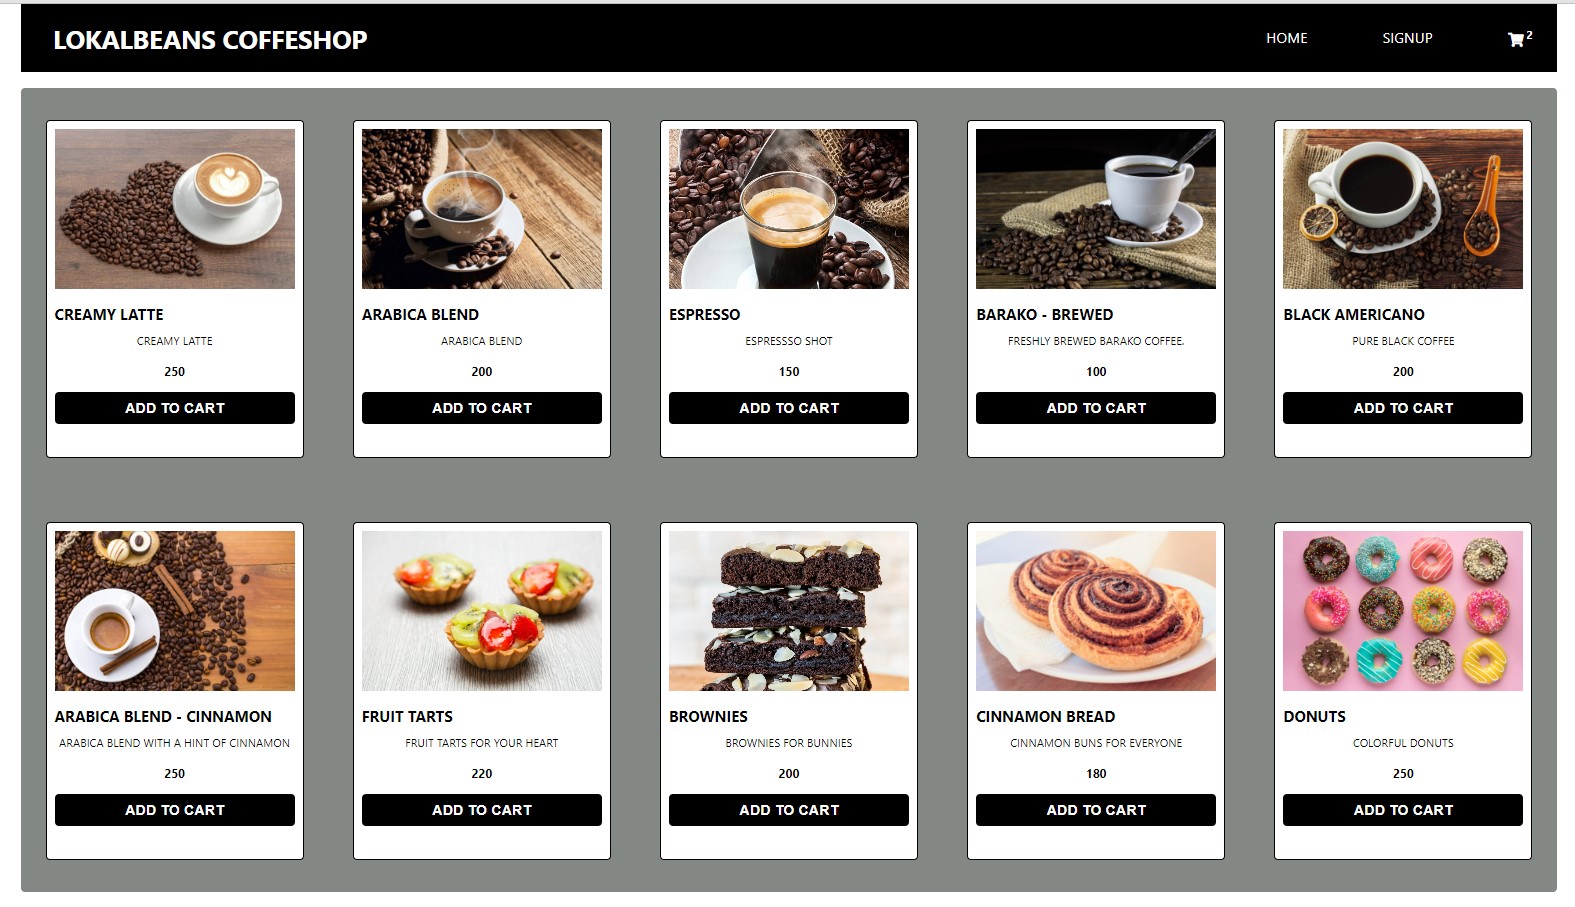 LOKALBEANS COFFESHOP
HOME
SIGNUP
2
CREAMY LATTE
CREAMY LATTE
250
ADD TO CART
ARABICA BLEND
ARABICA BLEND
200
ADD TO CART
ESPRESSO
ESPRESSSO SHOT
150
ADD TO CART
BARAKO - BREWED
FRESHLY BREWED BARAKO COFFEE.
100
ADD TO CART
BLACK AMERICANO
PURE BLACK COFFEE
200
ADD TO CART
ARABICA BLEND - CINNAMON
ARABICA BLEND WITH A HINT OF CINNAMON
250
ADD TO CART
FRUIT TARTS
FRUIT TARTS FOR YOUR HEART
220
ADD TO CART
BROWNIES
BROWNIES FOR BUNNIES
200
ADD TO CART
CINNAMON BREAD
CINNAMON BUNS FOR EVERYONE
180
ADD TO CART
DONUTS
COLORFUL DONUTS
250
ADD TO CART